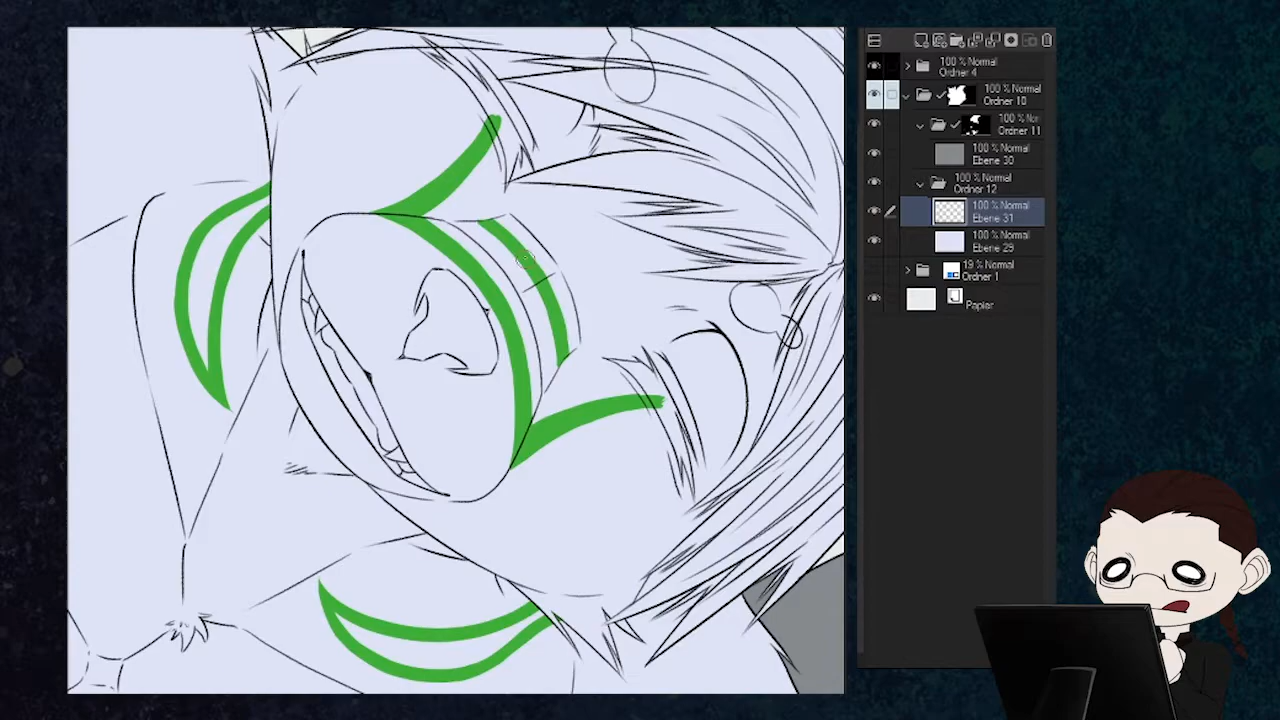 100 % Normal
Ordner 4
100 % Normal
Ordner 10
100 % Nor
Ordner 11
100 % Normal
Ebene 30
100 % Normal
Ordner 12
100 % Normal
Ebene 31
100 % Normal
Ebene 29
19 % Normal
Ordner 1
Papier